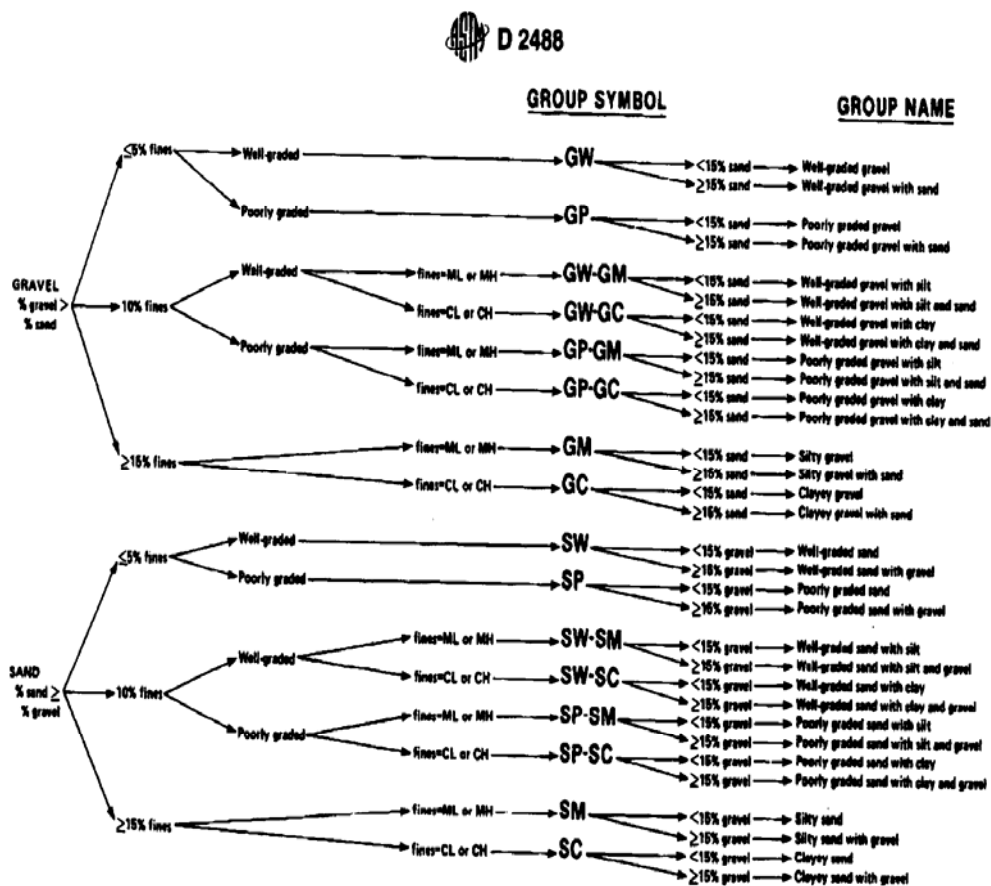 ASTM D 2488
GROUP SYMBOL GROUP NAME
≤5% fines Well-graded GW <15% sand Well-graded gravel
≥15% sand Well-graded gravel with sand
Poorly graded GP <15% sand Poorly graded gravel
≥15% sand Poorly graded gravel with sand
GRAVEL
% gravel >
% sand
10% fines Well-graded fines=ML or MH GW-GM <15% sand Well-graded gravel with silt
≥15% sand Well-graded gravel with silt and sand
fines=CL or CH GW-GC <15% sand Well-graded gravel with clay
≥15% sand Well-graded gravel with clay and sand
Poorly graded fines=ML or MH GP-GM <15% sand Poorly graded gravel with silt
≥15% sand Poorly graded gravel with silt and sand
fines=CL or CH GP-GC <15% sand Poorly graded gravel with clay
≥15% sand Poorly graded gravel with clay and sand
≥15% fines fines=ML or MH GM <15% sand Silty gravel
≥15% sand Silty gravel with sand
fines=CL or CH GC <15% sand Clayey gravel
≥15% sand Clayey gravel with sand
≤5% fines Well-graded SW <15% gravel Well-graded sand
≥15% gravel Well-graded sand with gravel
Poorly graded SP <15% gravel Poorly graded sand
≥15% gravel Poorly graded sand with gravel
SAND
% sand ≥
% gravel
10% fines Well-graded fines=ML or MH SW-SM <15% gravel Well-graded sand with silt
≥15% gravel Well-graded sand with silt and gravel
fines=CL or CH SW-SC <15% gravel Well-graded sand with clay
≥15% gravel Well-graded sand with clay and gravel
Poorly graded fines=ML or MH SP-SM <15% gravel Poorly graded sand with silt
≥15% gravel Poorly graded sand with silt and gravel
fines=CL or CH SP-SC <15% gravel Poorly graded sand with clay
≥15% gravel Poorly graded sand with clay and gravel
≥15% fines fines=ML or MH SM <15% gravel Silty sand
≥15% gravel Silty sand with gravel
fines=CL or CH SC <15% gravel Clayey sand
≥15% gravel Clayey sand with gravel